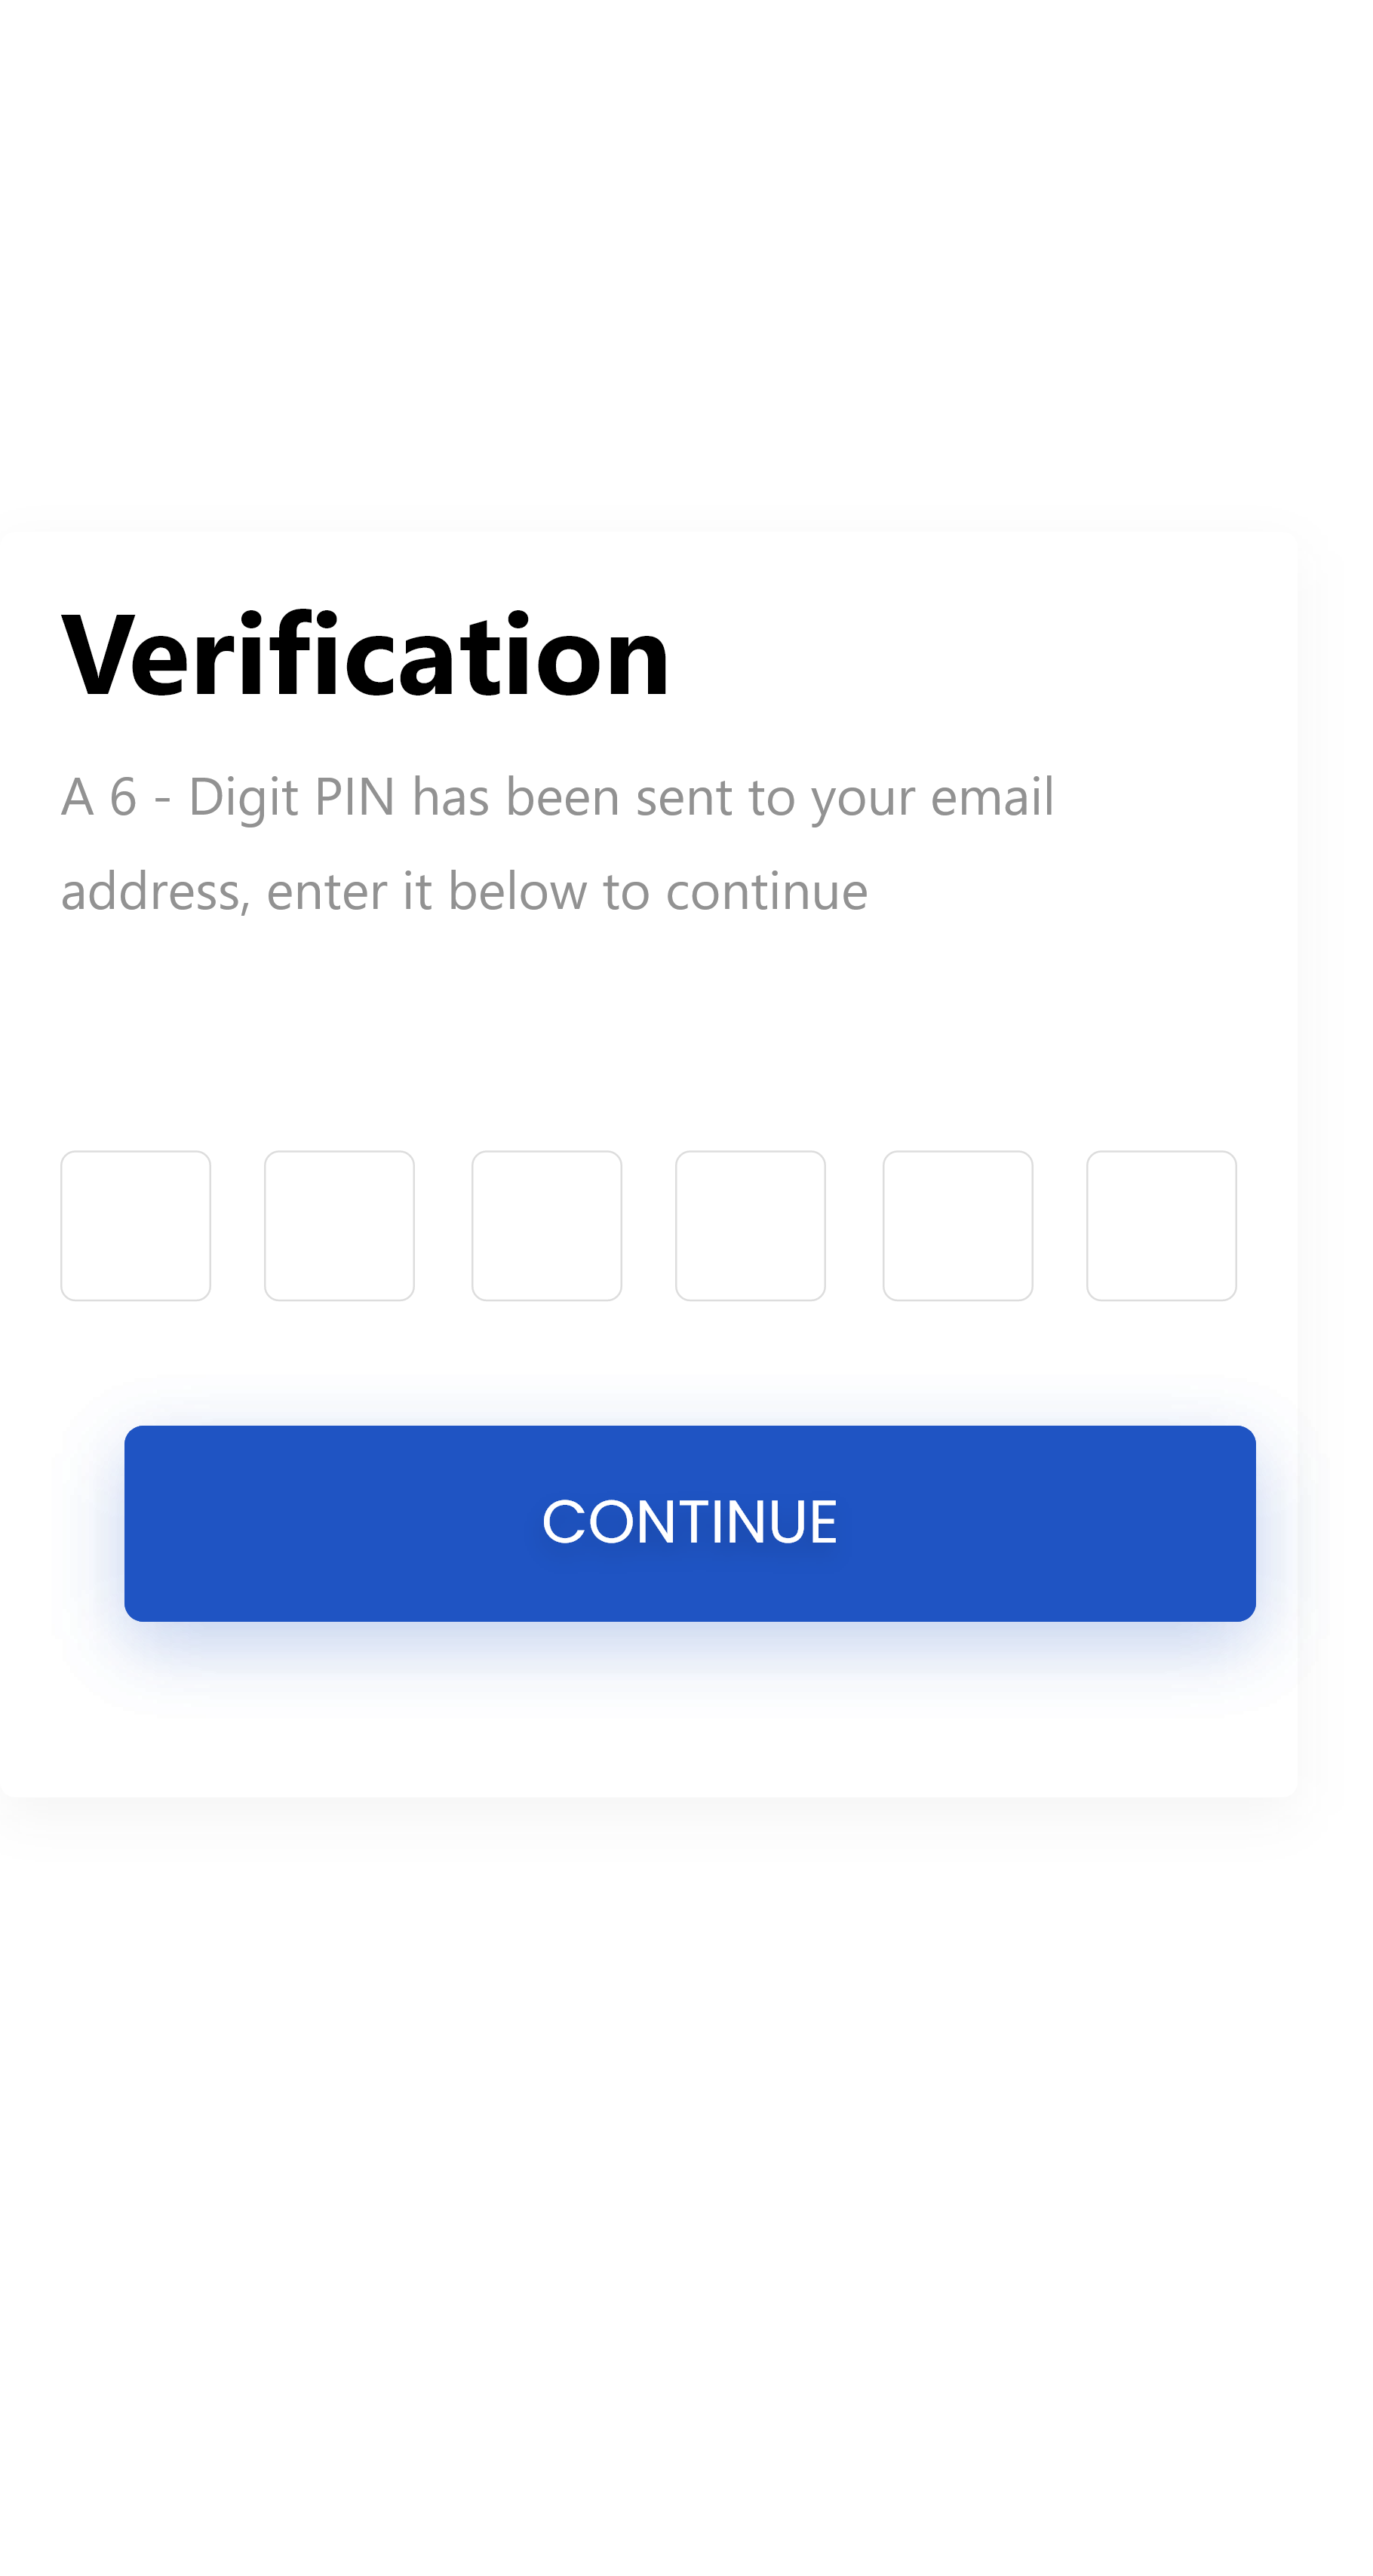 Verification
A 6 - Digit PIN has been sent to your email
address, enter it below to continue
CONTINUE